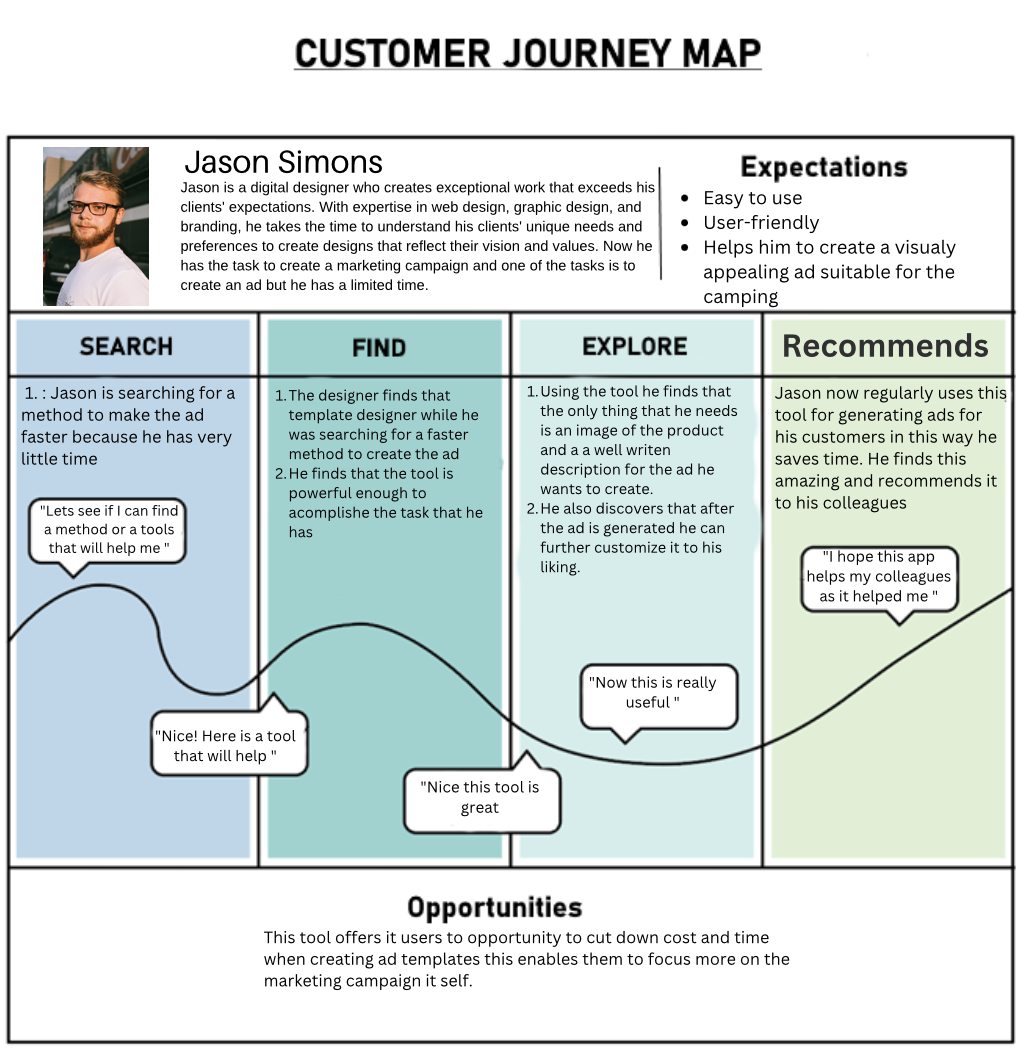 CUSTOMER JOURNEY MAP
Jason Simons
Jason is a digital designer who creates exceptional work that exceeds his
clients' expectations. With expertise in web design, graphic design, and
branding, he takes the time to understand his clients' unique needs and
preferences to create designs that reflect their vision and values. Now he
has the task to create a marketing campaign and one of the tasks is to
create an ad but he has a limited time.
Expectations
• Easy to use
• User-friendly
• Helps him to create a visualy
appealing ad suitable for the
camping
SEARCH
1. : Jason is searching for a
method to make the ad
faster because he has very
little time
"Lets see if I can find
a method or a tools
that will help me "
"Nice! Here is a tool
that will help "
FIND
1. The designer finds that
template designer while he
was searching for a faster
method to create the ad
2. He finds that the tool is
powerful enough to
acomplishe the task that he
has
"Nice this tool is
great
EXPLORE
1. Using the tool he finds that
the only thing that he needs
is an image of the product
and a a well writen
description for the ad he
wants to create.
2. He also discovers that after
the ad is generated he can
further customize it to his
liking.
"Now this is really
useful "
Recommends
Jason now regularly uses this
tool for generating ads for
his customers in this way he
saves time. He finds this
amazing and recommends it
to his colleagues
"I hope this app
helps my colleagues
as it helped me "
Opportunities
This tool offers it users to opportunity to cut down cost and time
when creating ad templates this enables them to focus more on the
marketing campaign it self.